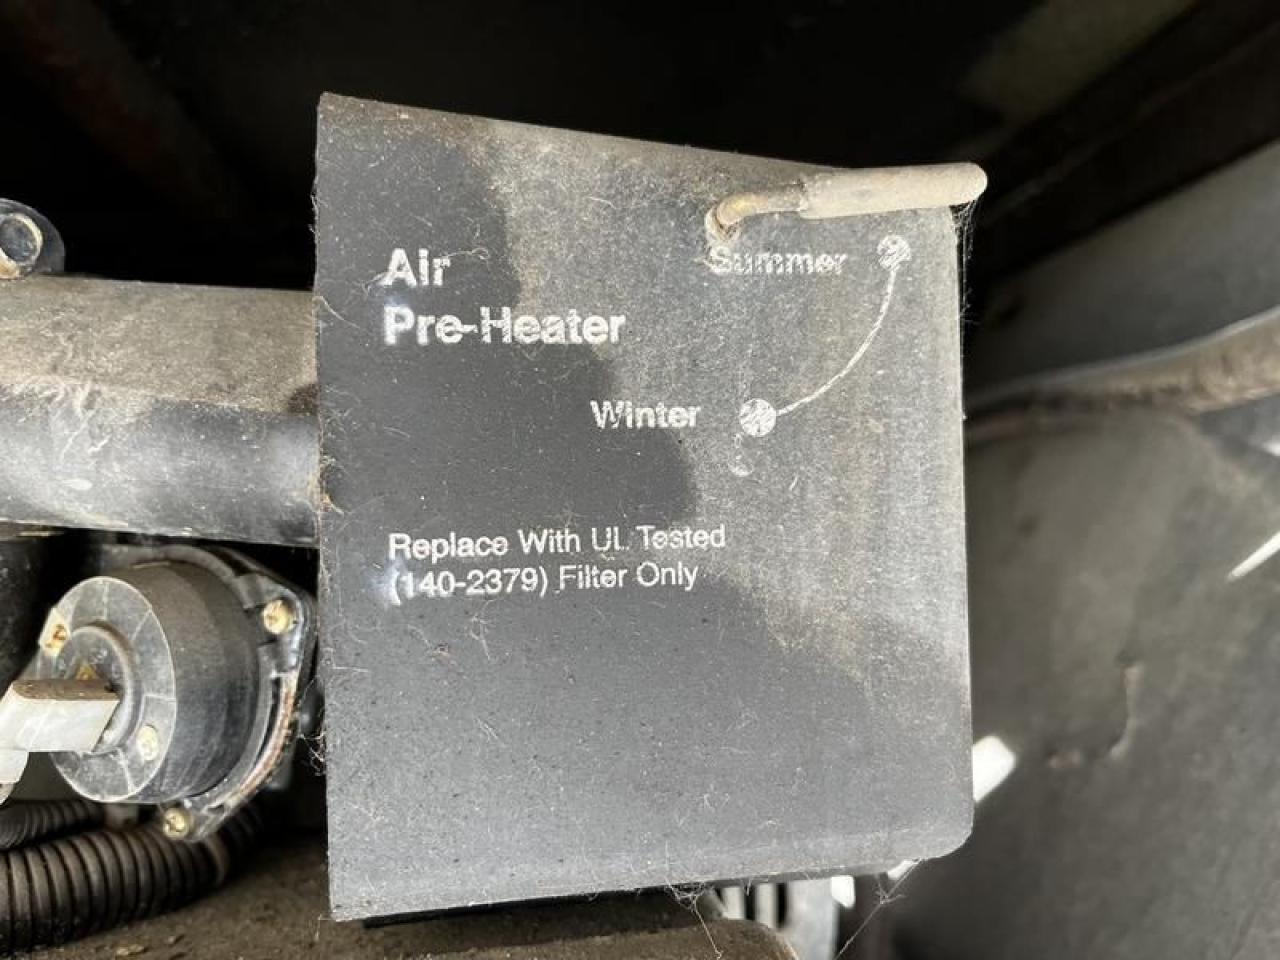 Air
Pre-Heater
Summer
Winter
Replace With UL Tested
(140-2379) Filter Only